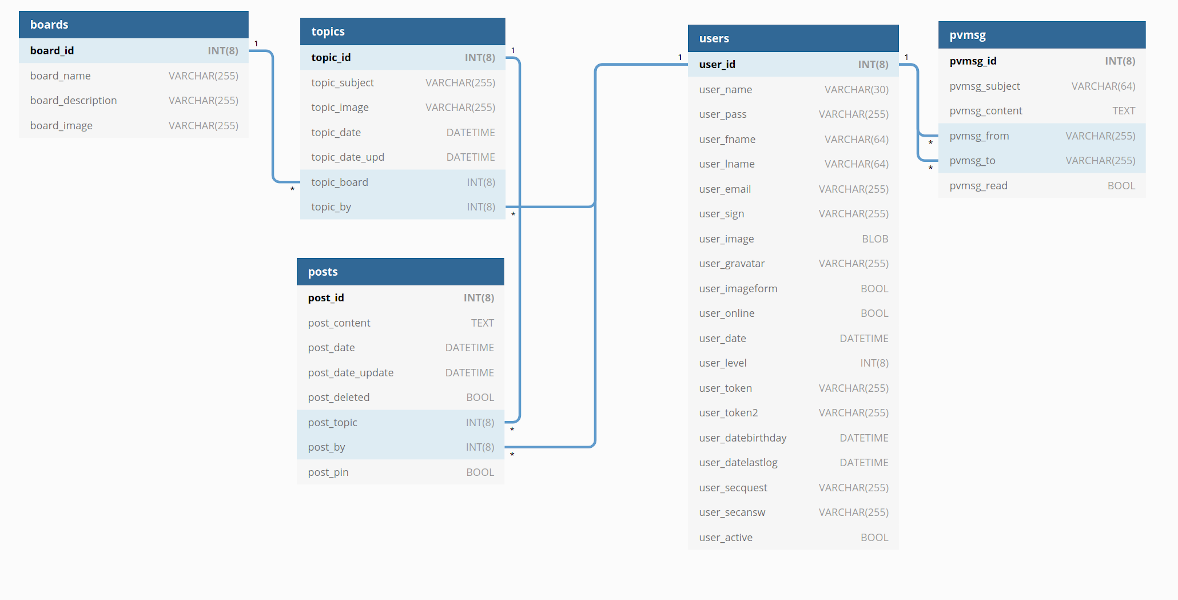 boards
board_id INT(8)
board_name VARCHAR(255)
board_description VARCHAR(255)
board_image VARCHAR(255)
1
*
topics
topic_id INT(8)
topic_subject VARCHAR(255)
topic_image VARCHAR(255)
topic_date DATETIME
topic_date_upd DATETIME
topic_board INT(8)
topic_by INT(8)
1
*
posts
post_id INT(8)
post_content TEXT
post_date DATETIME
post_date_update DATETIME
post_deleted BOOL
post_topic INT(8)
post_by INT(8)
post_pin BOOL
*
*
1
users
user_id INT(8)
user_name VARCHAR(30)
user_pass VARCHAR(255)
user_fname VARCHAR(64)
user_lname VARCHAR(64)
user_email VARCHAR(255)
user_sign VARCHAR(255)
user_image BLOB
user_gravatar VARCHAR(255)
user_imageform BOOL
user_online BOOL
user_date DATETIME
user_level INT(8)
user_token VARCHAR(255)
user_token2 VARCHAR(255)
user_datebirthday DATETIME
user_datelastlog DATETIME
user_secquest VARCHAR(255)
user_secansw VARCHAR(255)
user_active BOOL
1
*
*
pvmsg
pvmsg_id INT(8)
pvmsg_subject VARCHAR(64)
pvmsg_content TEXT
pvmsg_from VARCHAR(255)
pvmsg_to VARCHAR(255)
pvmsg_read BOOL